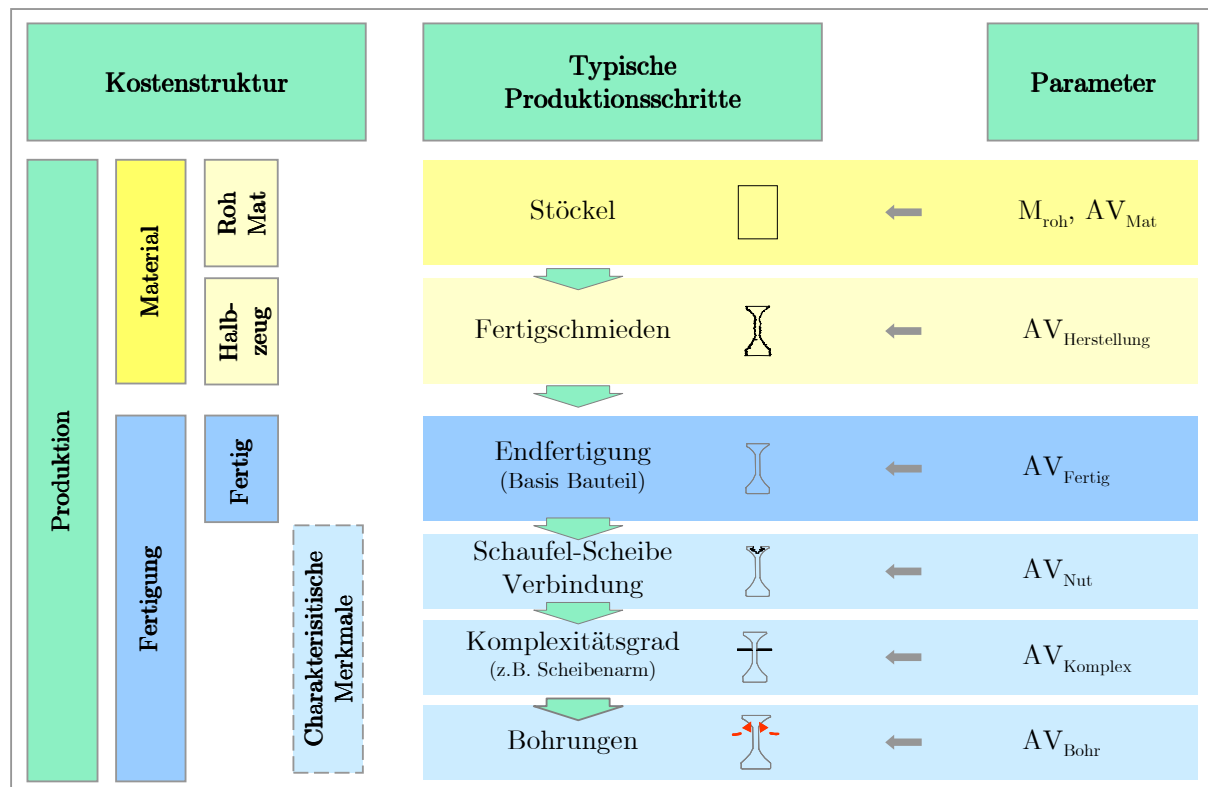 Kostenstruktur
Typische
Produktionsschritte
Parameter
Produktion
Material
Roh
Mat
Halb-
zeug
Fertigung
Fertig
Charakterisitische
Merkmale
Stöckel
M_roh, AV_Mat
Fertigschmieden
AV_Herstellung
Endfertigung
(Basis Bauteil)
AV_Fertig
Schaufel-Scheibe
Verbindung
AV_Nut
Komplexitätsgrad
(z.B. Scheibenarm)
AV_Komplex
Bohrungen
AV_Bohr